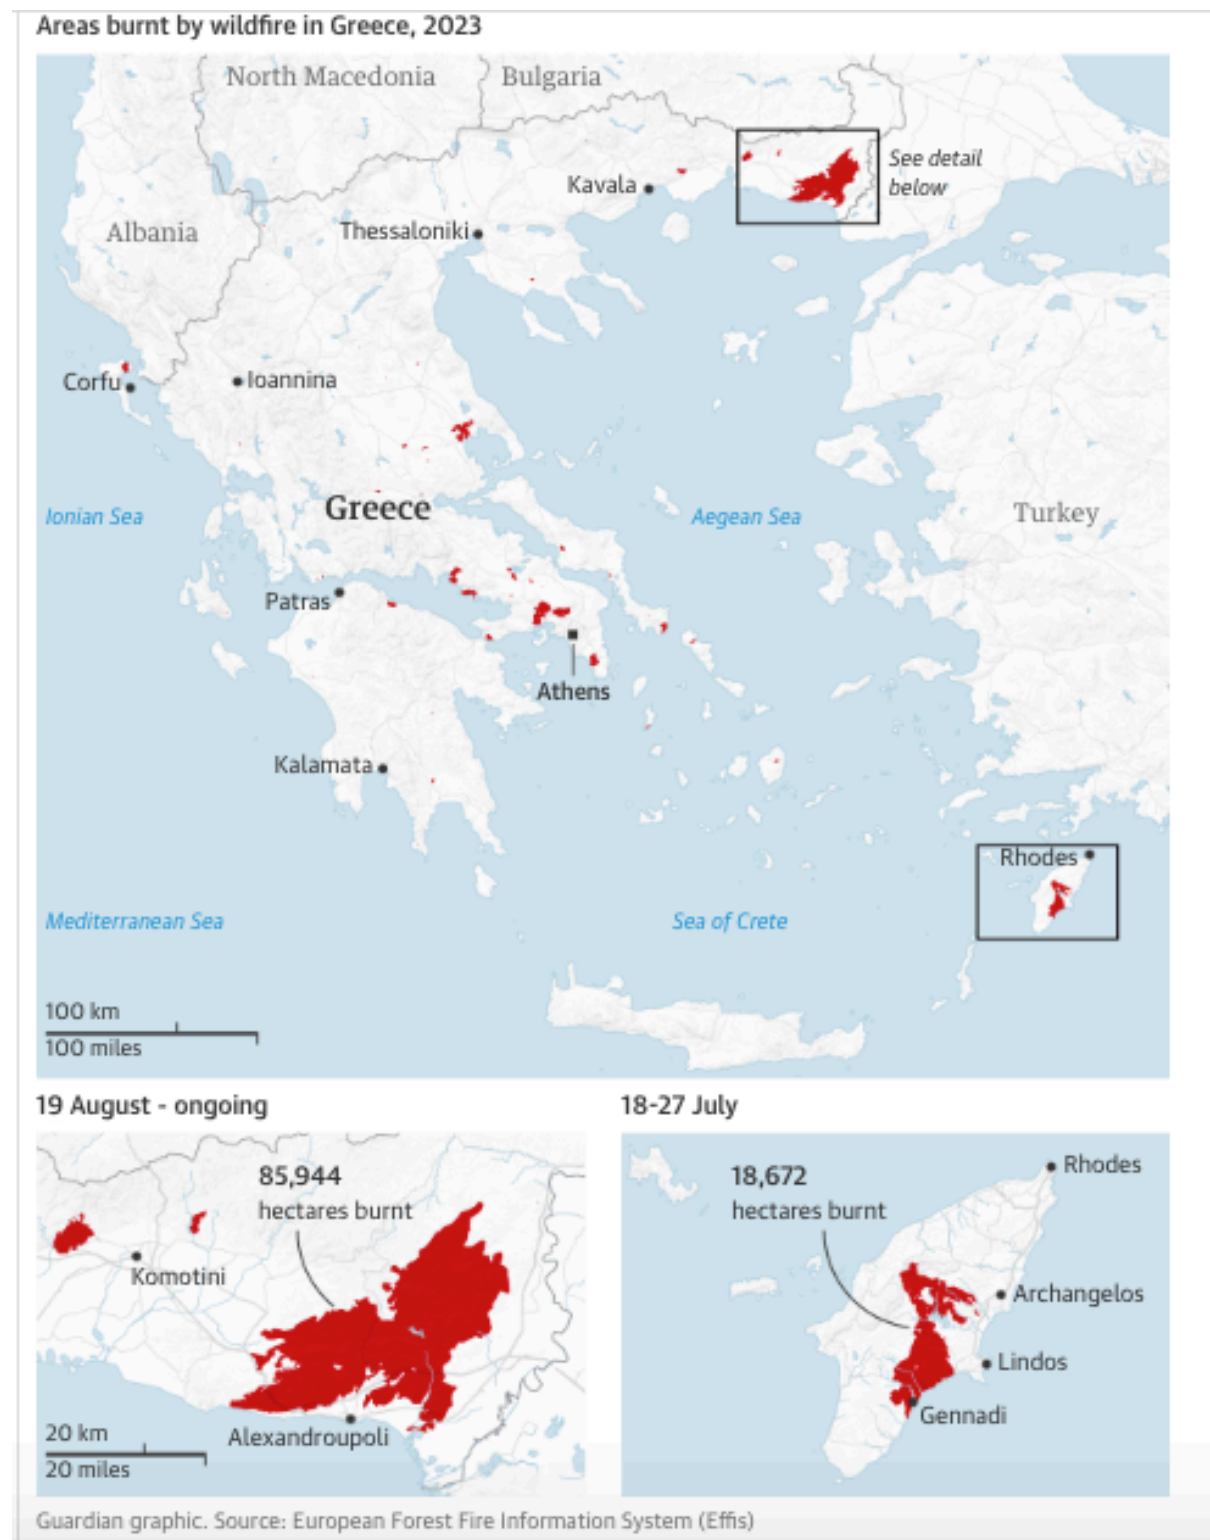 Areas burnt by wildfire in Greece, 2023
North Macedonia
Bulgaria
See detail
below
Kavala
Albania
Thessaloniki
Corfu
Ioannina
Greece
Ionian Sea
Aegean Sea
Turkey
Patras
Athens
Kalamata
Rhodes
Mediterranean Sea
Sea of Crete
100 km
100 miles
19 August - ongoing
85,944
hectares burnt
Komotini
Alexandroupoli
20 km
20 miles
18-27 July
18,672
hectares burnt
Rhodes
Archangelos
Lindos
Gennadi
Guardian graphic. Source: European Forest Fire Information System (Effis)